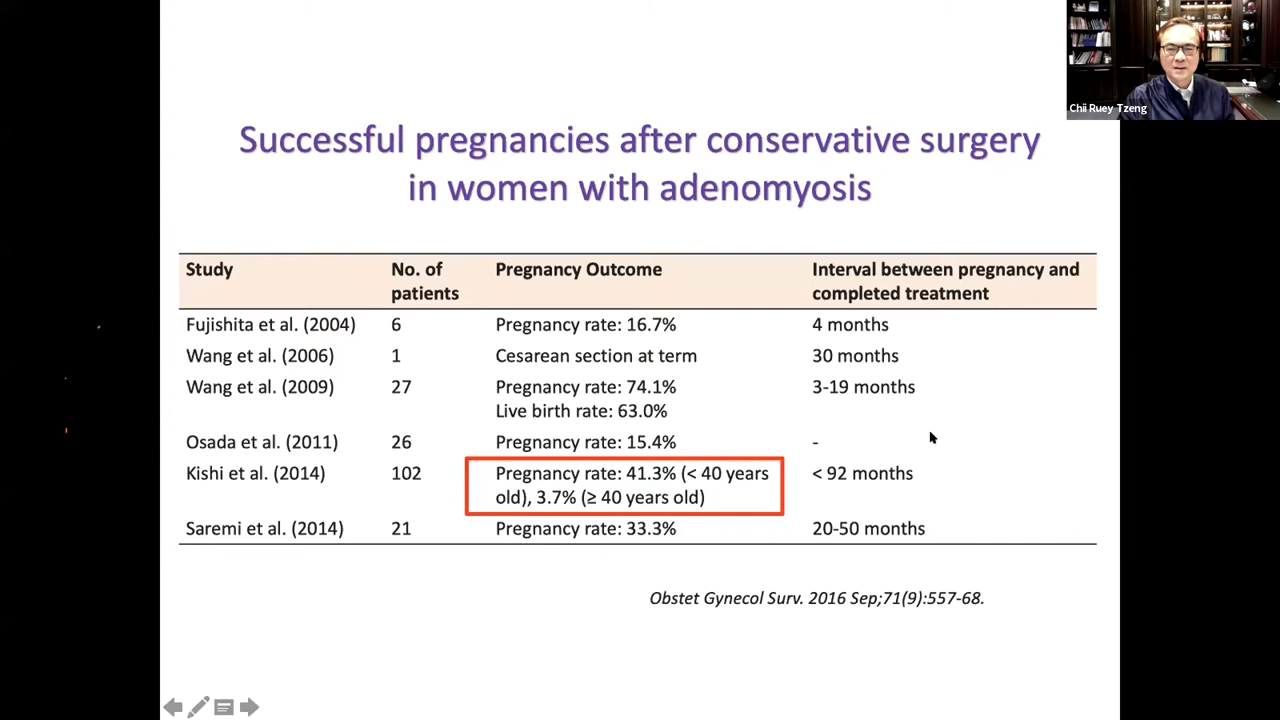 Chii Ruey Tzeng
Successful pregnancies after conservative surgery
in women with adenomyosis
Study No. of patients Pregnancy Outcome Interval between pregnancy and completed treatment
Fujishita et al. (2004) 6 Pregnancy rate: 16.7% 4 months
Wang et al. (2006) 1 Cesarean section at term 30 months
Wang et al. (2009) 27 Pregnancy rate: 74.1% 3-19 months
Live birth rate: 63.0%
Osada et al. (2011) 26 Pregnancy rate: 15.4% -
Kishi et al. (2014) 102 Pregnancy rate: 41.3% (< 40 years < 92 months
old), 3.7% (≥ 40 years old)
Saremi et al. (2014) 21 Pregnancy rate: 33.3% 20-50 months
Obstet Gynecol Surv. 2016 Sep;71(9):557-68.